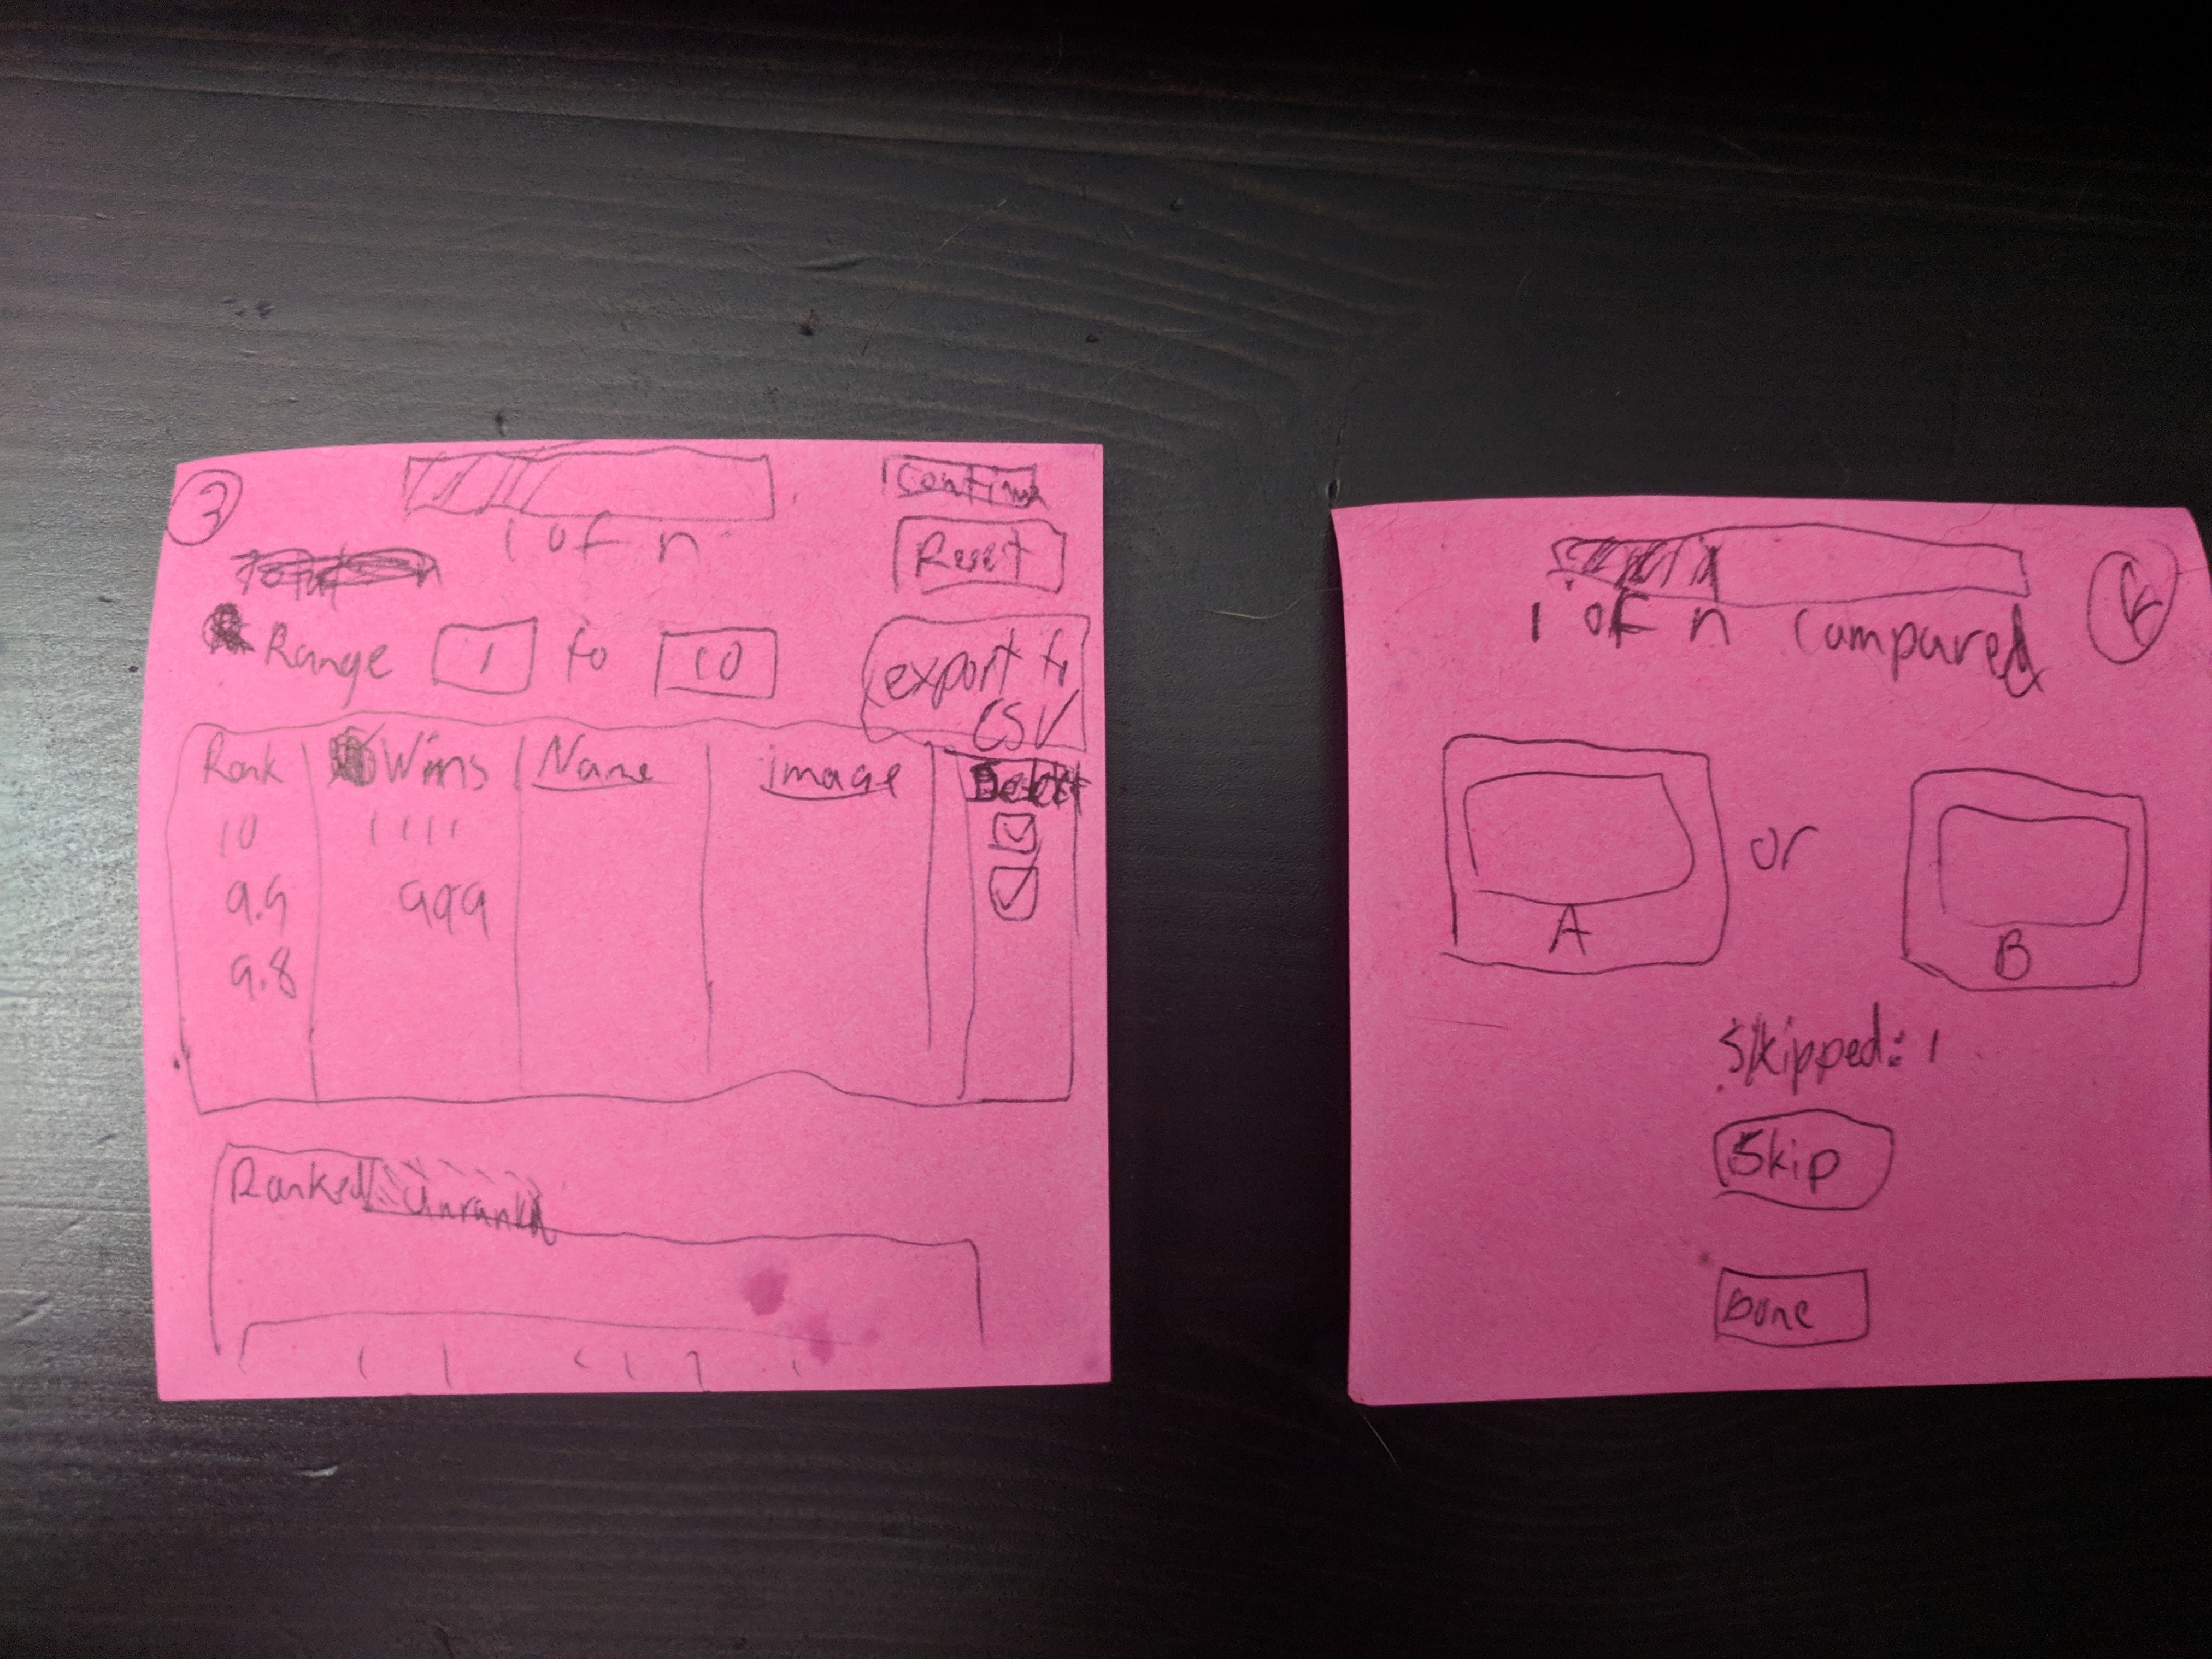 3
1 of n
Continue
Reset
Range 1 to 10
export to
CSV
Rank Wins Name image Delete
10 1111
9.9 999
9.8
Ranked Unranked
1 of n Compared
or
A
B
Skipped: 1
Skip
Done